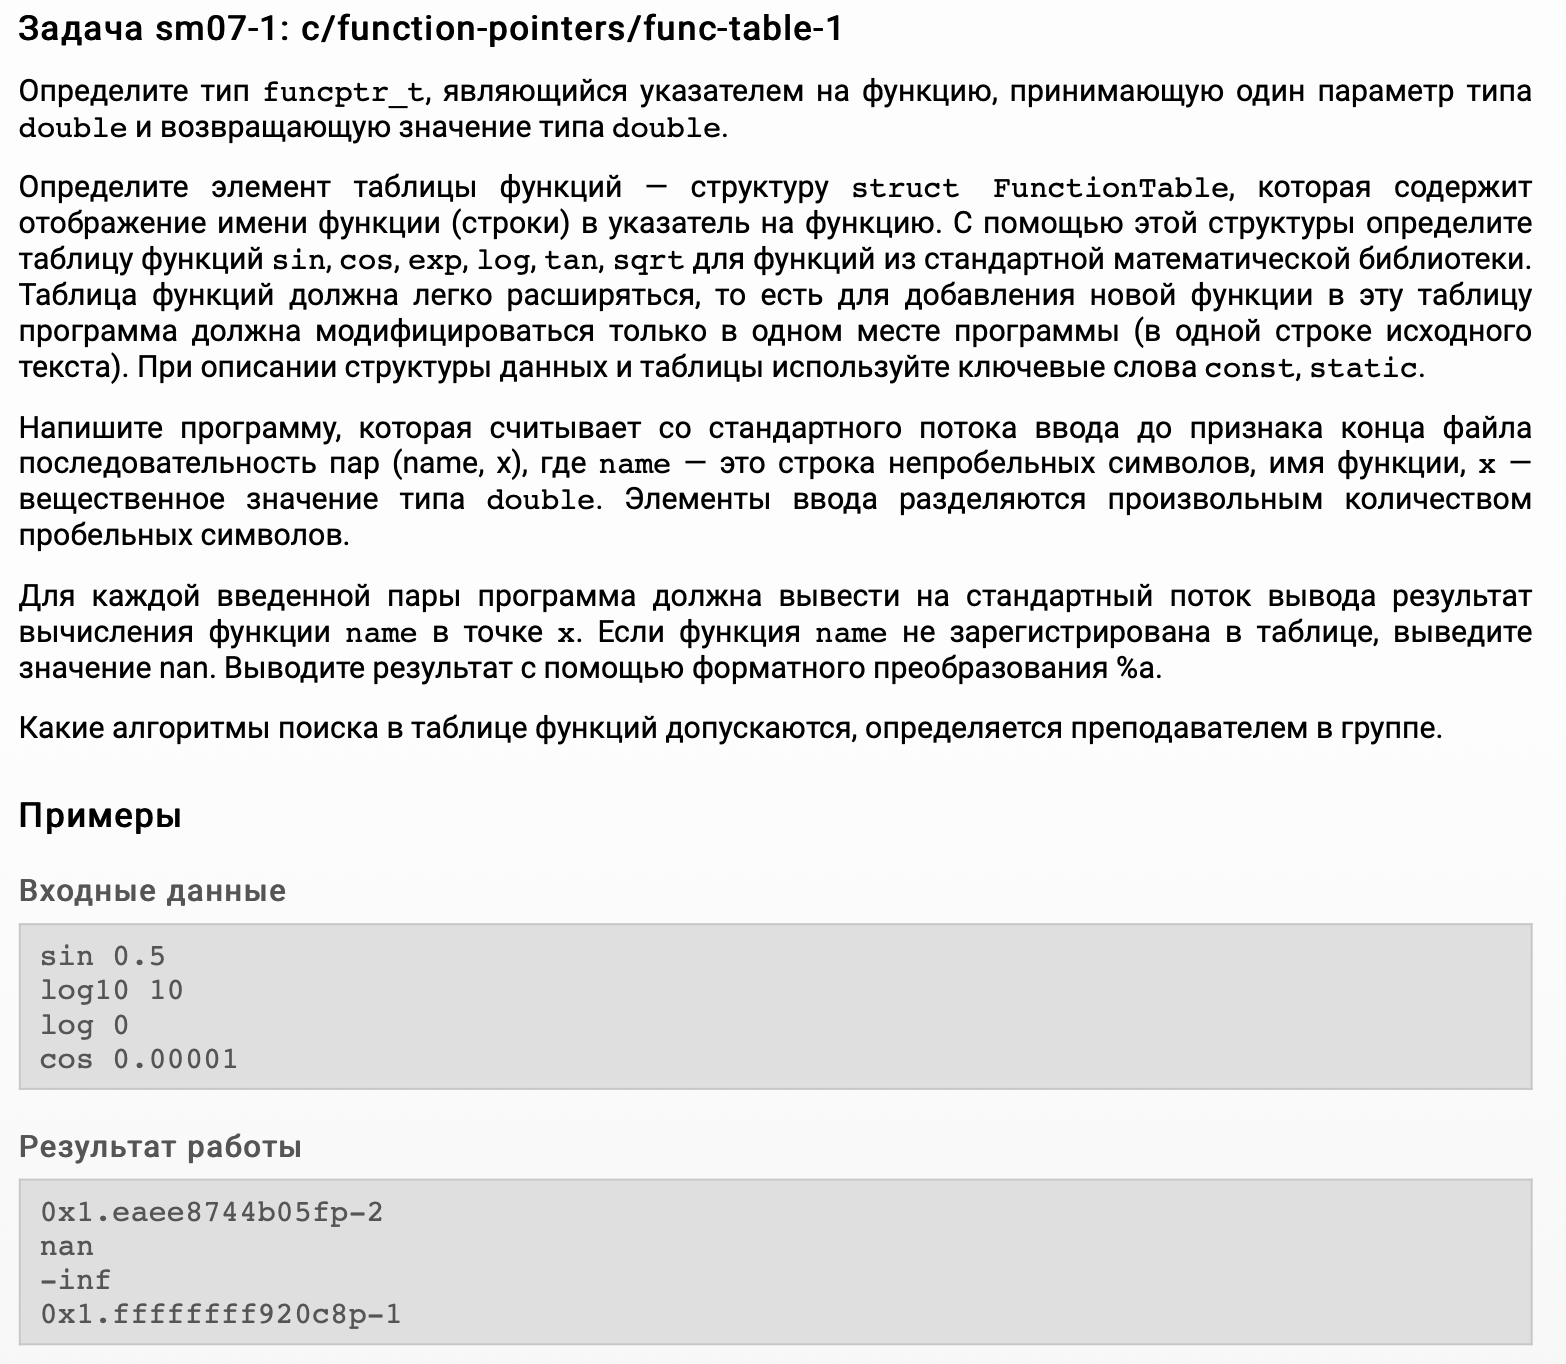 Задача sm07-1: c/function-pointers/func-table-1
Определите тип funcptr_t, являющийся указателем на функцию, принимающую один параметр типа
double и возвращающую значение типа double.
Определите элемент таблицы функций — структуру struct FunctionTable, которая содержит
отображение имени функции (строки) в указатель на функцию. С помощью этой структуры определите
таблицу функций sin, cos, exp, log, tan, sqrt для функций из стандартной математической библиотеки.
Таблица функций должна легко расширяться, то есть для добавления новой функции в эту таблицу
программа должна модифицироваться только в одном месте программы (в одной строке исходного
текста). При описании структуры данных и таблицы используйте ключевые слова const, static.
Напишите программу, которая считывает со стандартного потока ввода до признака конца файла
последовательность пар (name, x), где name — это строка непробельных символов, имя функции, x —
вещественное значение типа double. Элементы ввода разделяются произвольным количеством
пробельных символов.
Для каждой введенной пары программа должна вывести на стандартный поток вывода результат
вычисления функции name в точке x. Если функция name не зарегистрирована в таблице, выведите
значение nan. Выводите результат с помощью форматного преобразования %a.
Какие алгоритмы поиска в таблице функций допускаются, определяется преподавателем в группе.
Примеры
Входные данные
sin 0.5
log10 10
log 0
cos 0.00001
Результат работы
0x1.eaee8744b05fp-2
nan
-inf
0x1.ffffffff920c8p-1